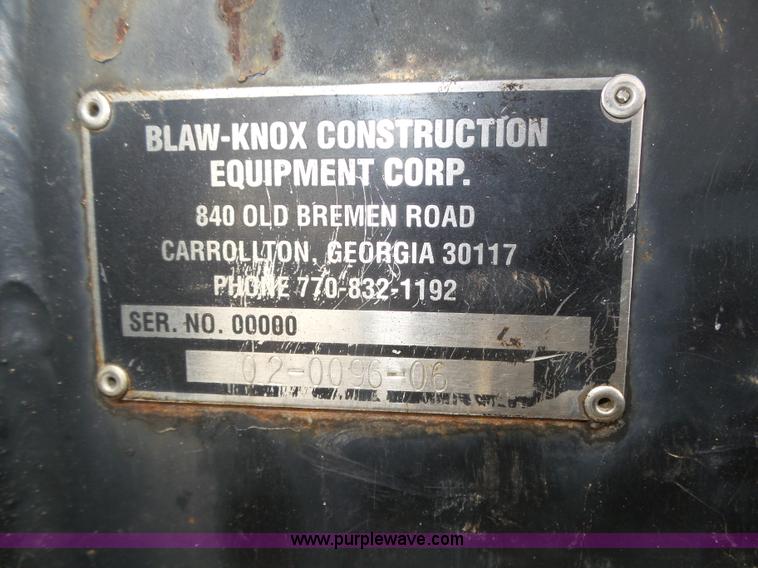 BLAW-KNOX CONSTRUCTION
EQUIPMENT CORP.
840 OLD BREMEN ROAD
CARROLLTON, GEORGIA 30117
PHONE 770-832-1192
SER. NO. 00000
02-0096-06
www.purplewave.com